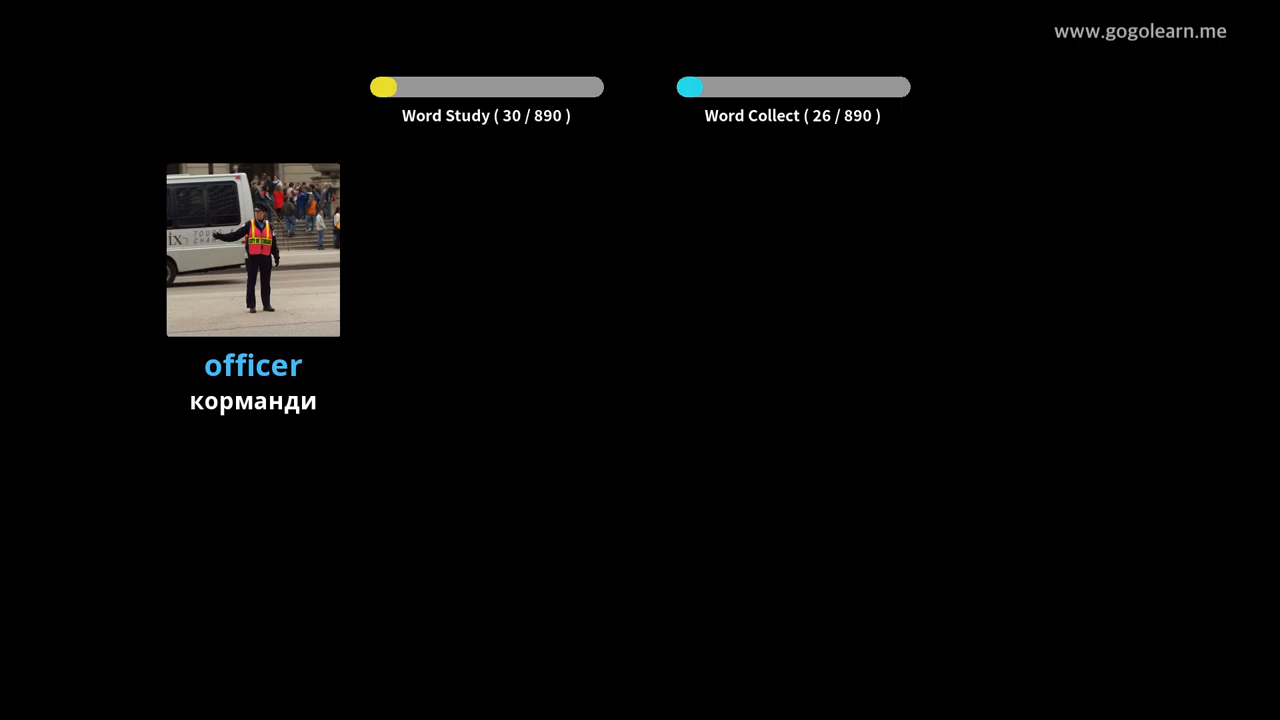 www.gogolearn.me
Word Study ( 30 / 890 )
Word Collect ( 26 / 890 )
officer
корманди